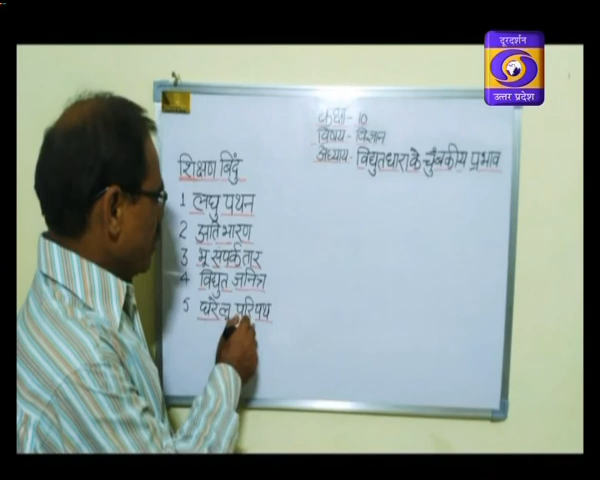 दूरदर्शन
उत्तर प्रदेश
कक्षा - 10
विषय - विज्ञान
अध्याय - विद्युतधारा के चुंबकीय प्रभाव
शिक्षण बिंदु
1 लघु पथन
2 अतिभारण
3 भू संपर्क तार
4 विद्युत जनित्र
5 घरेलू परिपथ